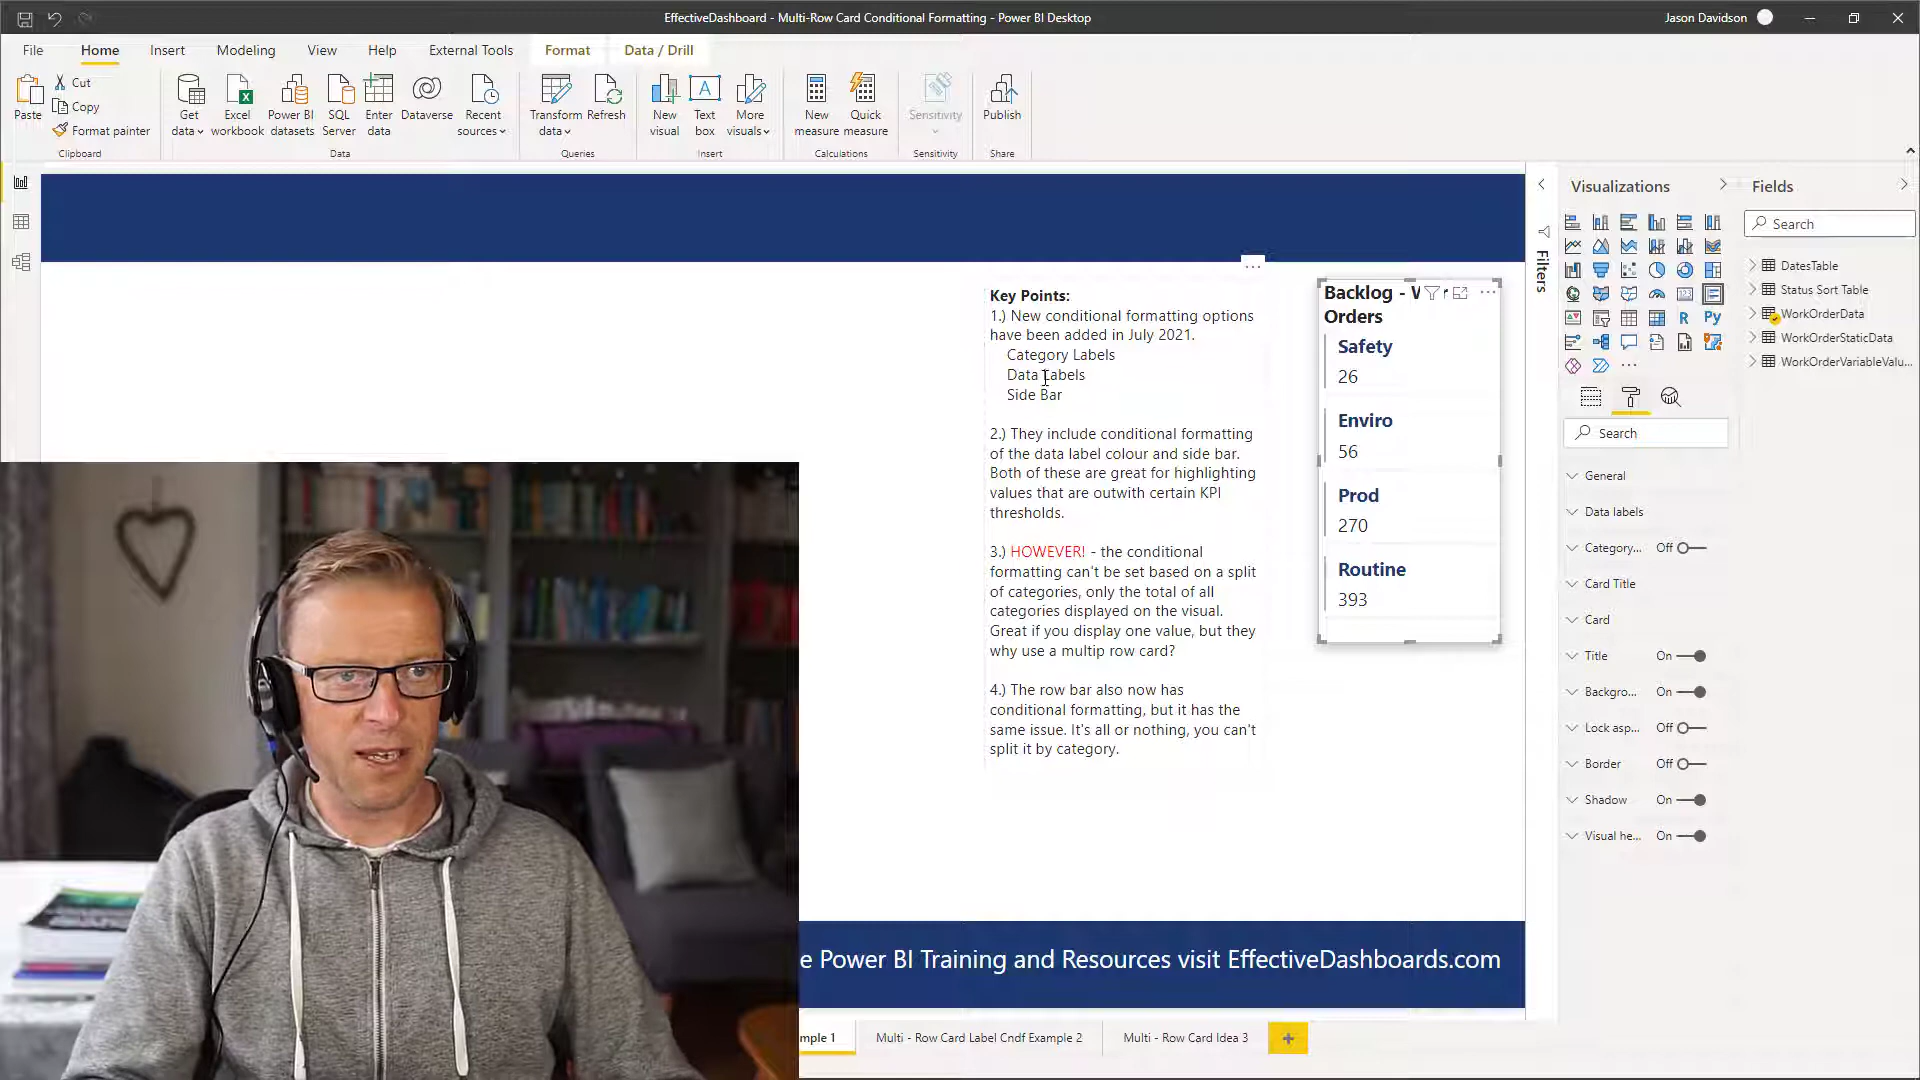 EffectiveDashboard - Multi-Row Card Conditional Formatting - Power BI Desktop
Jason Davidson
File Home Insert Modeling View Help External Tools Format Data / Drill
Paste
Cut
Copy
Format painter
Clipboard
Get data
Excel workbook
Power BI datasets
SQL Server
Enter data
Dataverse
Recent sources
Data
Transform data
Refresh
Queries
New visual
Text box
More visuals
Insert
New measure
Quick measure
Calculations
Sensitivity
Sensitivity
Publish
Share
Key Points:
1.) New conditional formatting options
have been added in July 2021.
Category Labels
Data Labels
Side Bar
2.) They include conditional formatting
of the data label colour and side bar.
Both of these are great for highlighting
values that are outwith certain KPI
thresholds.
3.) HOWEVER! - the conditional
formatting can't be set based on a split
of categories, only the total of all
categories displayed on the visual.
Great if you display one value, but they
why use a multip row card?
4.) The row bar also now has
conditional formatting, but it has the
same issue. It's all or nothing, you can't
split it by category.
Backlog - 
Orders
Safety
26
Enviro
56
Prod
270
Routine
393
Filters
Visualizations
R Py
Search
General
Data labels
Category... Off
Card Title
Card
Title On
Backgro... On
Lock asp... Off
Border Off
Shadow On
Visual he... On
Fields
Search
DatesTable
Status Sort Table
WorkOrderData
WorkOrderStaticData
WorkOrderVariableValu...
e Power BI Training and Resources visit EffectiveDashboards.com
mple 1
Multi - Row Card Label Cndf Example 2
Multi - Row Card Idea 3